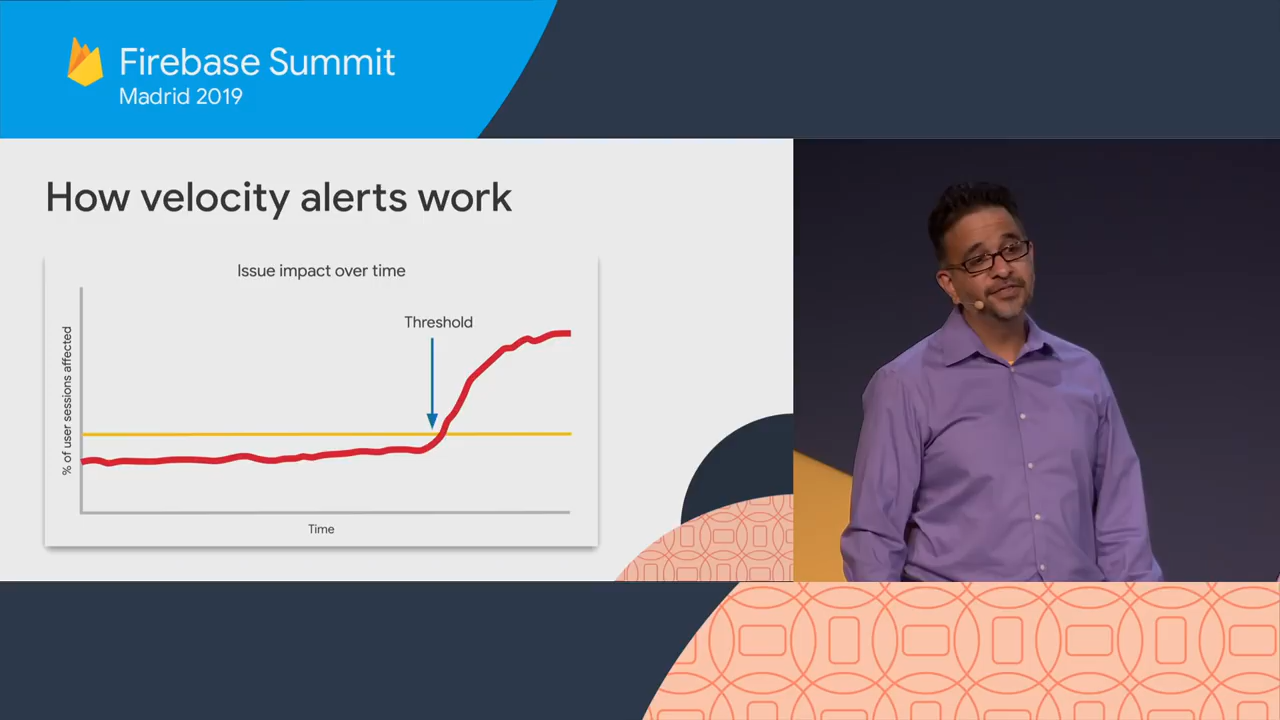 Firebase Summit
Madrid 2019
How velocity alerts work
Issue impact over time
Threshold
% of user sessions affected
Time